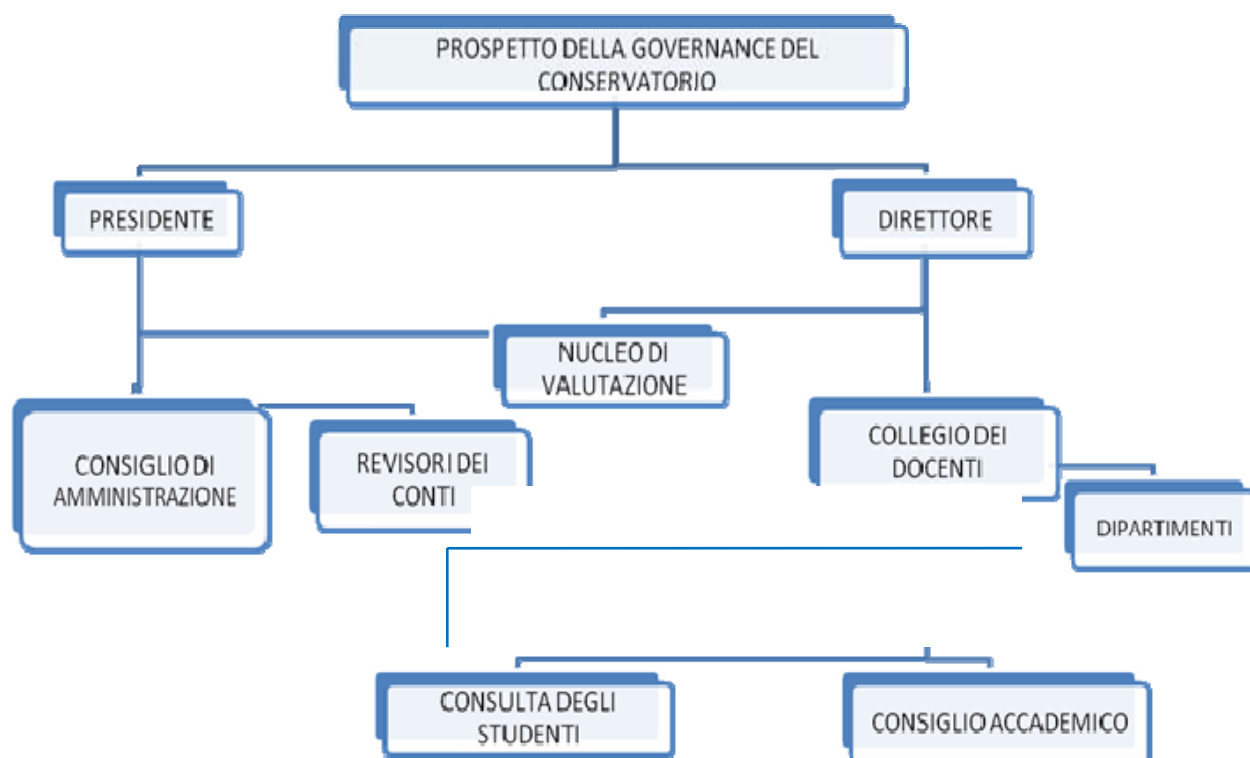 PROSPETTO DELLA GOVERNANCE DEL
CONSERVATORIO
PRESIDENTE
DIRETTORE
NUCLEO DI
VALUTAZIONE
CONSIGLIO DI
AMMINISTRAZIONE
REVISORI DEI
CONTI
COLLEGIO DEI
DOCENTI
DIPARTIMENTI
CONSULTA DEGLI
STUDENTI
CONSIGLIO ACCADEMICO